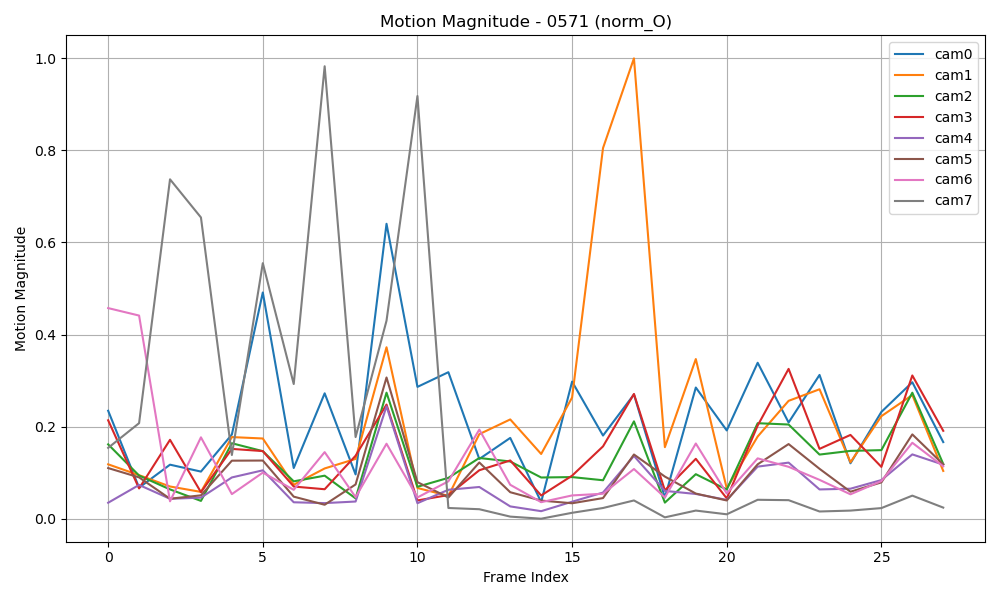 Motion Magnitude - 0571 (norm_O)
Motion Magnitude
1.0
0.8
0.6
0.4
0.2
0.0
0 5 10 15 20 25
Frame Index
cam0
cam1
cam2
cam3
cam4
cam5
cam6
cam7